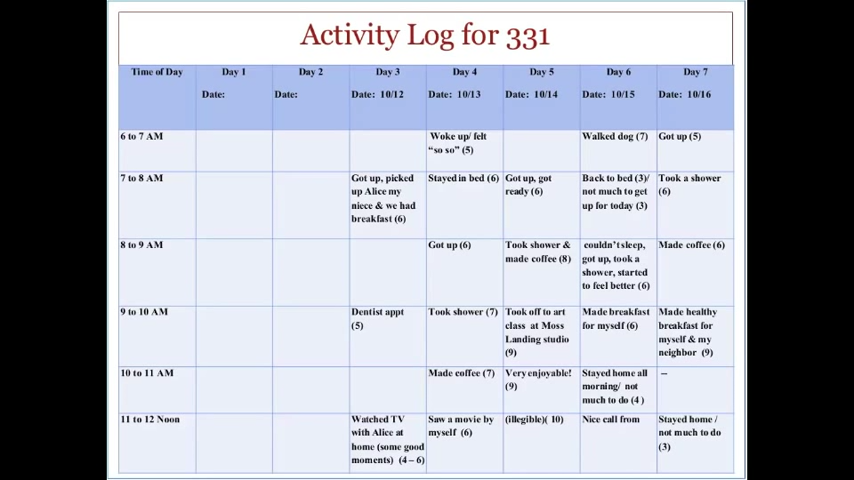 Activity Log for 331
Time of Day
Day 1
Date:
Day 2
Date:
Day 3
Date: 10/12
Day 4
Date: 10/13
Day 5
Date: 10/14
Day 6
Date: 10/15
Day 7
Date: 10/16
6 to 7 AM
Woke up/ felt
“so so” (5)
Walked dog (7)
Got up (5)
7 to 8 AM
Got up, picked
up Alice my
niece & we had
breakfast (6)
Stayed in bed (6)
Got up, got
ready (6)
Back to bed (3)/
not much to get
up for today (3)
Took a shower
(6)
8 to 9 AM
Got up (6)
Took shower &
made coffee (8)
couldn’t sleep,
got up, took a
shower, started
to feel better (6)
Made coffee (6)
9 to 10 AM
Dentist appt
(5)
Took shower (7)
Took off to art
class at Moss
Landing studio
(9)
Made breakfast
for myself (6)
Made healthy
breakfast for
myself & my
neighbor (9)
10 to 11 AM
Made coffee (7)
Very enjoyable!
(9)
Stayed home all
morning/ not
much to do (4 )
--
11 to 12 Noon
Watched TV
with Alice at
home (some good
moments) (4 – 6)
Saw a movie by
myself (6)
(illegible)( 10)
Nice call from
Stayed home /
not much to do
(3)